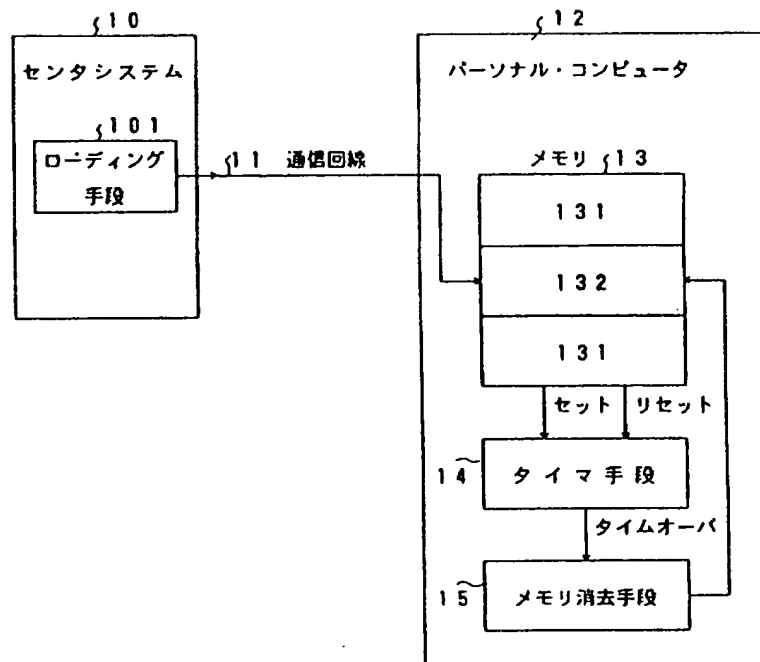 10
センタシステム
101
ローディング
手段
11 通信回線
12
パーソナル・コンピュータ
メモリ 13
131
132
131
セット リセット
14 タイマ手段
タイムオーバ
15 メモリ消去手段